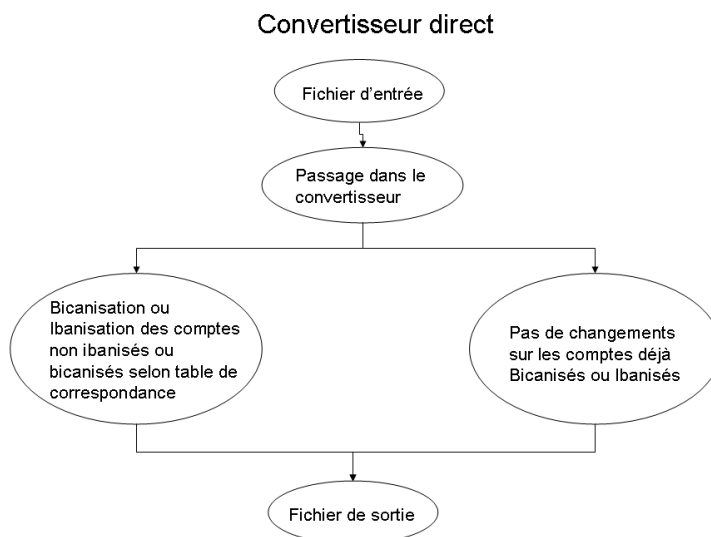 Convertisseur direct
Fichier d'entrée
Passage dans le
convertisseur
Bicanisation ou
Ibanisation des comptes
non ibanisés ou
bicanisés selon table de
correspondance
Pas de changements
sur les comptes déjà
Bicanisés ou Ibanisés
Fichier de sortie